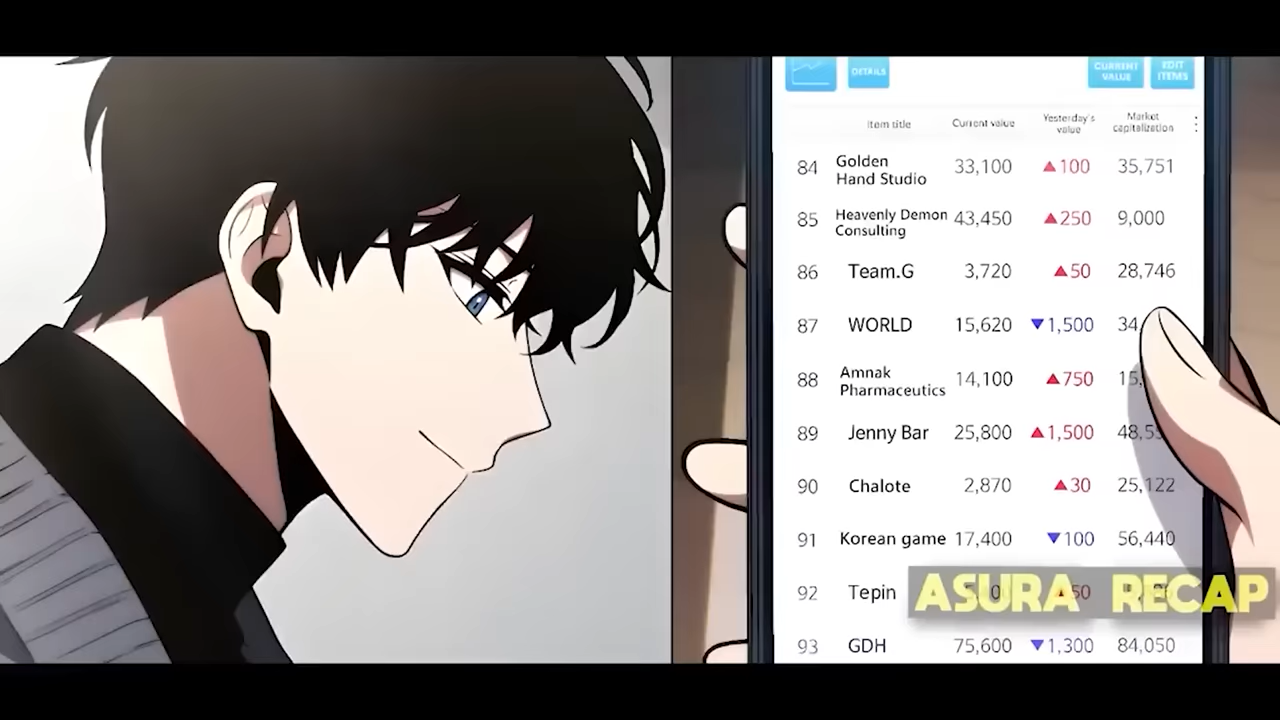 DETAILS
CURRENT VALUE
EDIT ITEMS
Item title Current value Yesterday's value Market capitalization
84 Golden Hand Studio 33,100 ▲100 35,751
85 Heavenly Demon Consulting 43,450 ▲250 9,000
86 Team.G 3,720 ▲50 28,746
87 WORLD 15,620 ▼1,500 34
88 Amnak Pharmaceutics 14,100 ▲750 15,
89 Jenny Bar 25,800 ▲1,500 48,55
90 Chalote 2,870 ▲30 25,122
91 Korean game 17,400 ▼100 56,440
92 Tepin
ASURA RECAP
93 GDH 75,600 ▼1,300 84,050